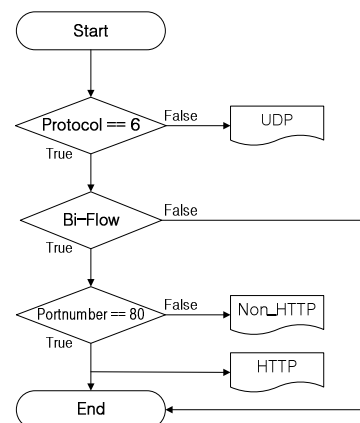 Start
Protocol == 6
False
UDP
True
Bi-Flow
False
True
Portnumber == 80
False
Non_HTTP
True
HTTP
End